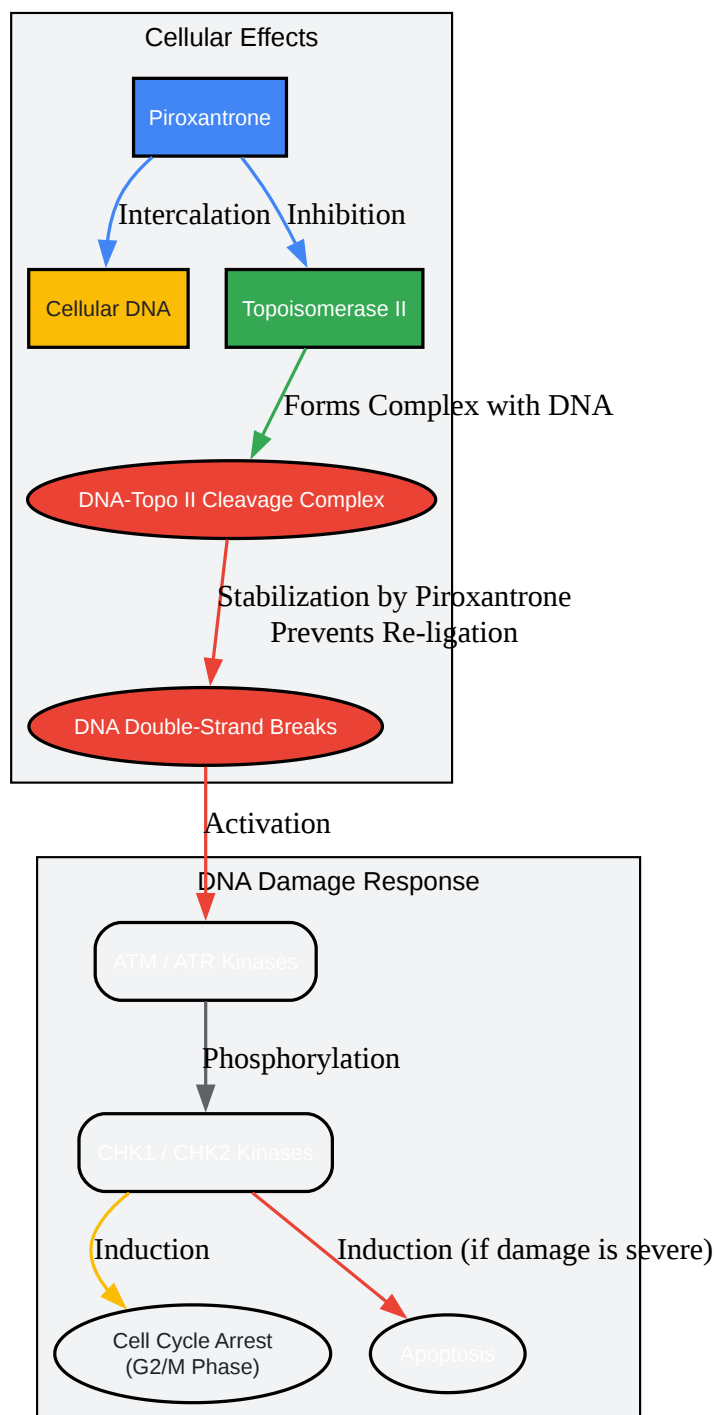 Cellular Effects
Piroxantrone
Intercalation
Inhibition
Cellular DNA
Topoisomerase II
Forms Complex with DNA
DNA-Topo II Cleavage Complex
Stabilization by Piroxantrone
Prevents Re-ligation
DNA Double-Strand Breaks
Activation
DNA Damage Response
ATM / ATR Kinases
Phosphorylation
CHK1 / CHK2 Kinases
Induction
Induction (if damage is severe)
Cell Cycle Arrest
(G2/M Phase)
Apoptosis